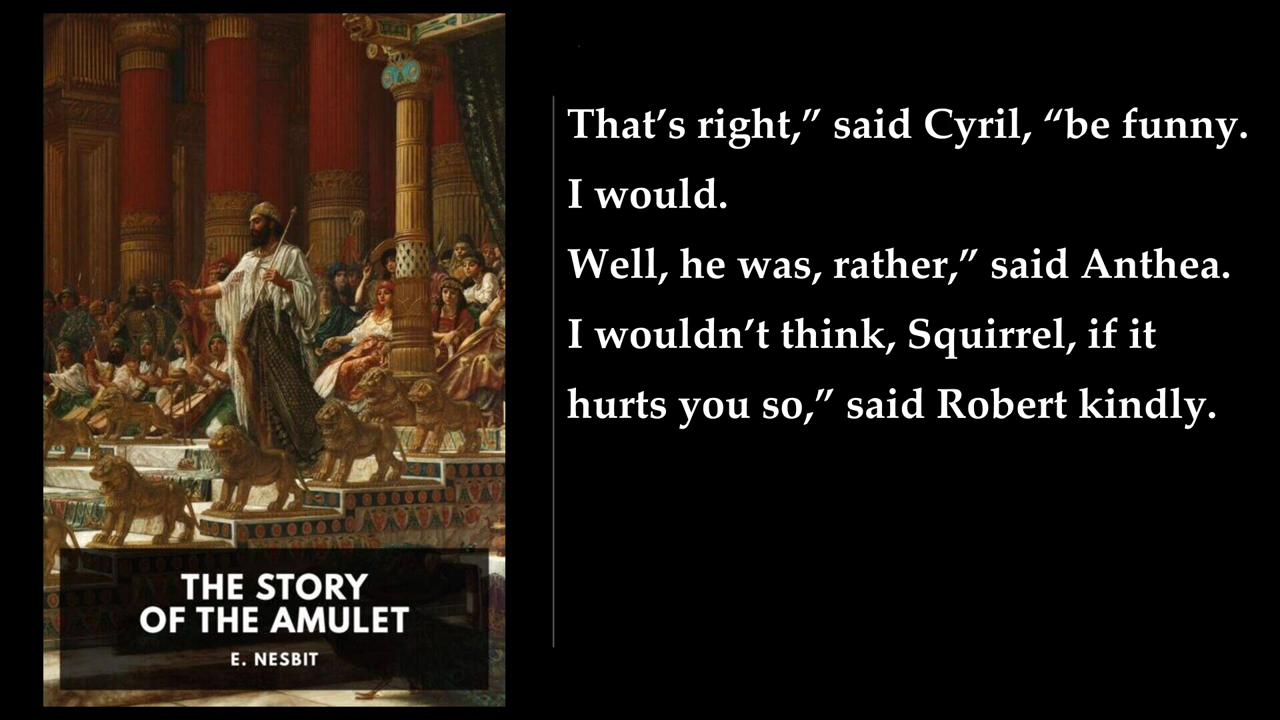 That’s right,” said Cyril, “be funny.
I would.
Well, he was, rather,” said Anthea.
I wouldn’t think, Squirrel, if it
hurts you so,” said Robert kindly.
THE STORY
OF THE AMULET
E. NESBIT